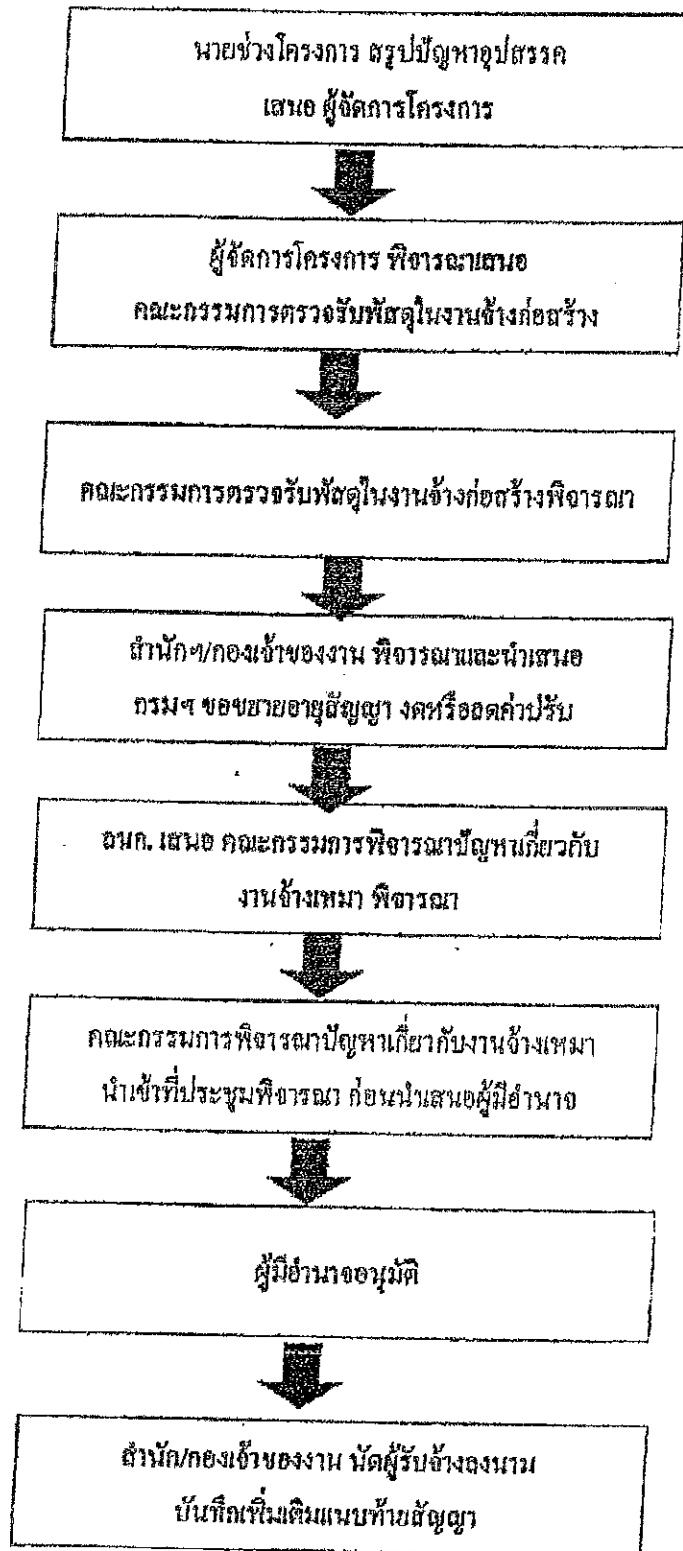 นายช่วงโครงการ สรุปปัญหาอุปสรรค
เสนอ ผู้จัดการโครงการ
ผู้จัดการโครงการ พิจารณาเสนอ
คณะกรรมการตรวจรับพัสดุในงานจ้างก่อสร้าง
คณะกรรมการตรวจรับพัสดุในงานจ้างก่อสร้างพิจารณา
สำนักฯ/กองเจ้าของงาน พิจารณาและนำเสนอ
กรมฯ ขอขยายอายุสัญญา งดหรือลดค่าปรับ
เสนอ คณะกรรมการพิจารณาปัญหาเกี่ยวกับ
งานจ้างเหมา พิจารณา
คณะกรรมการพิจารณาปัญหาเกี่ยวกับงานจ้างเหมา
นำเข้าที่ประชุมพิจารณา ก่อนนำเสนอผู้มีอำนาจ
ผู้มีอำนาจอนุมัติ
สำนัก/กองเจ้าของงาน นัดผู้รับจ้างลงนาม
บันทึกเพิ่มเติมแนบท้ายสัญญา